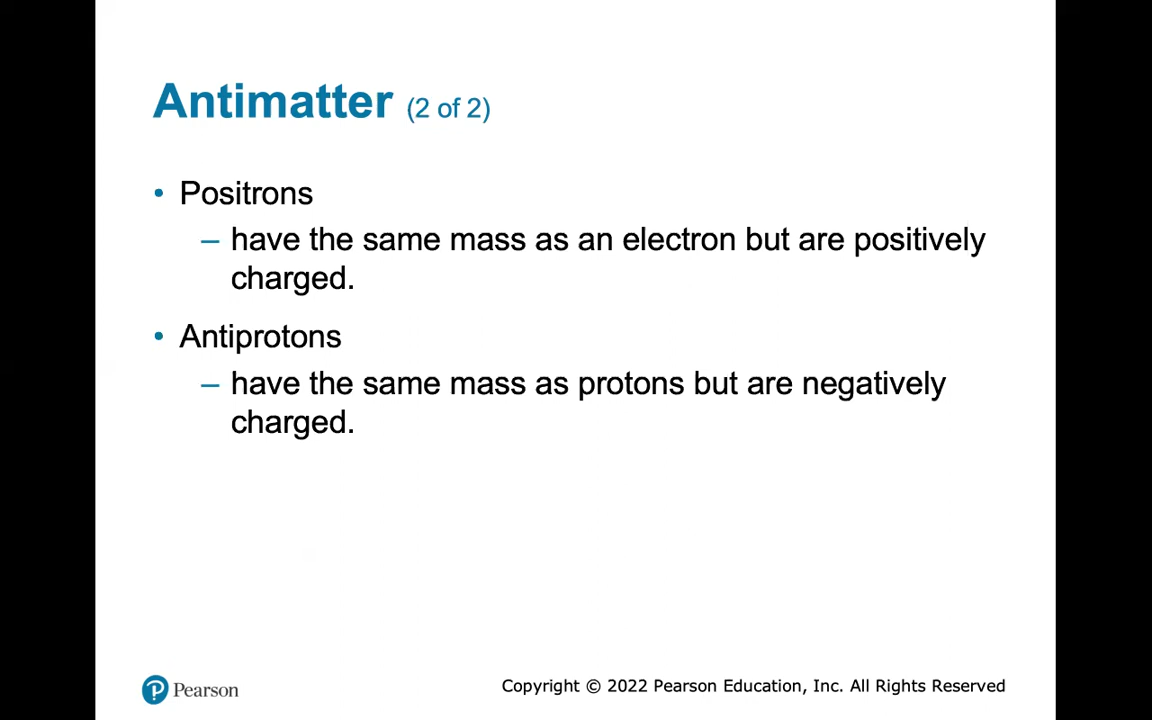 Antimatter (2 of 2)
• Positrons
– have the same mass as an electron but are positively
charged.
• Antiprotons
– have the same mass as protons but are negatively
charged.
P Pearson
Copyright © 2022 Pearson Education, Inc. All Rights Reserved